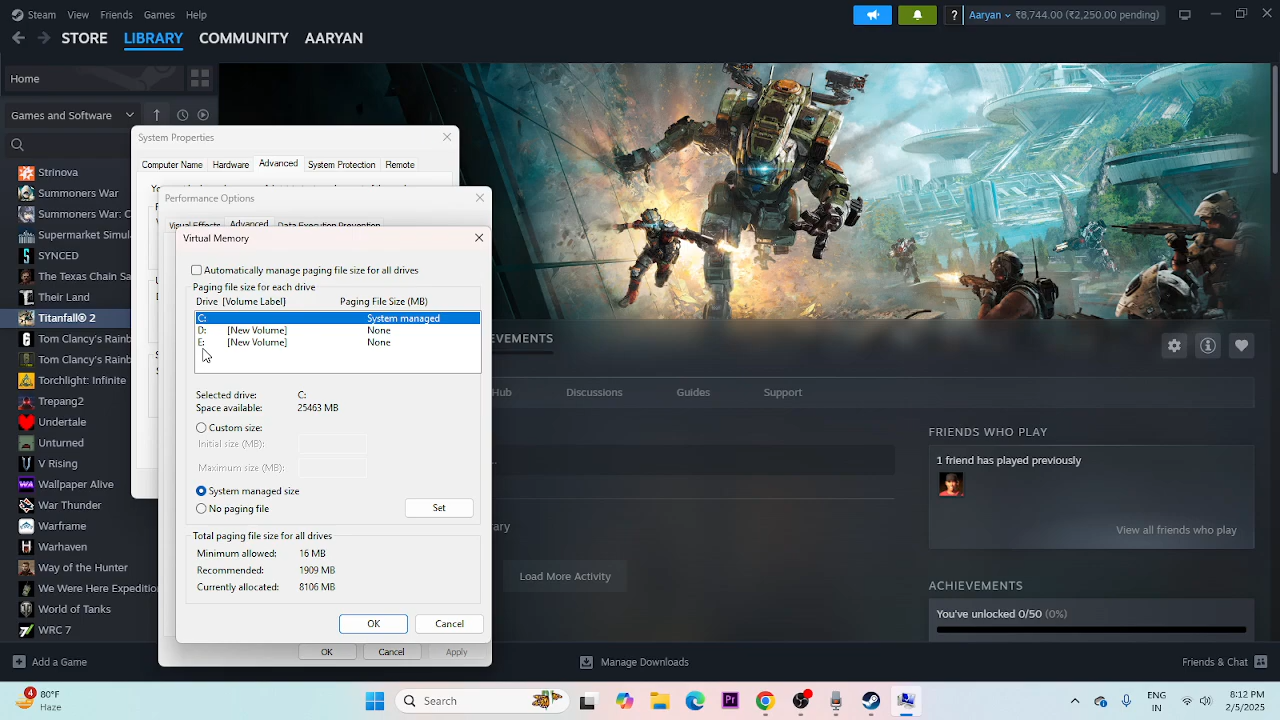 Steam View Friends Games Help
? Aaryan ₹8,744.00 (₹2,250.00 pending)
STORE LIBRARY COMMUNITY AARYAN
Home
Games and Software
Strinova
Summoners War
Summoners War: C
Supermarket Simul
SYNCED
The Texas Chain Sa
Their Land
Titanfall® 2
Tom Clancy's Rainb
Tom Clancy's Rainb
Torchlight: Infinite
Trepang2
Undertale
Unturned
V Rising
Wallpaper Alive
War Thunder
Warframe
Warhaven
Way of the Hunter
We Were Here Expeditio
World of Tanks
WRC 7
Add a Game
System Properties
Computer Name Hardware Advanced System Protection Remote
Performance Options
Visual Effects Advanced Data Execution Prevention
Virtual Memory
Automatically manage paging file size for all drives
Paging file size for each drive
Drive [Volume Label] Paging File Size (MB)
C: System managed
D: [New Volume] None
E: [New Volume] None
Selected drive: C:
Space available: 25463 MB
Custom size:
Initial size (MB):
Maximum size (MB):
System managed size
No paging file
Set
Total paging file size for all drives
Minimum allowed: 16 MB
Recommended: 1909 MB
Currently allocated: 8106 MB
OK Cancel
OK Cancel Apply
EVEMENTS
Hub Discussions Guides Support
rary
Load More Activity
FRIENDS WHO PLAY
1 friend has played previously
View all friends who play
ACHIEVEMENTS
You've unlocked 0/50 (0%)
Manage Downloads
Friends & Chat
4
80°F
Haze
Search
Pr
ENG
IN
8:12 PM
2/5/2025